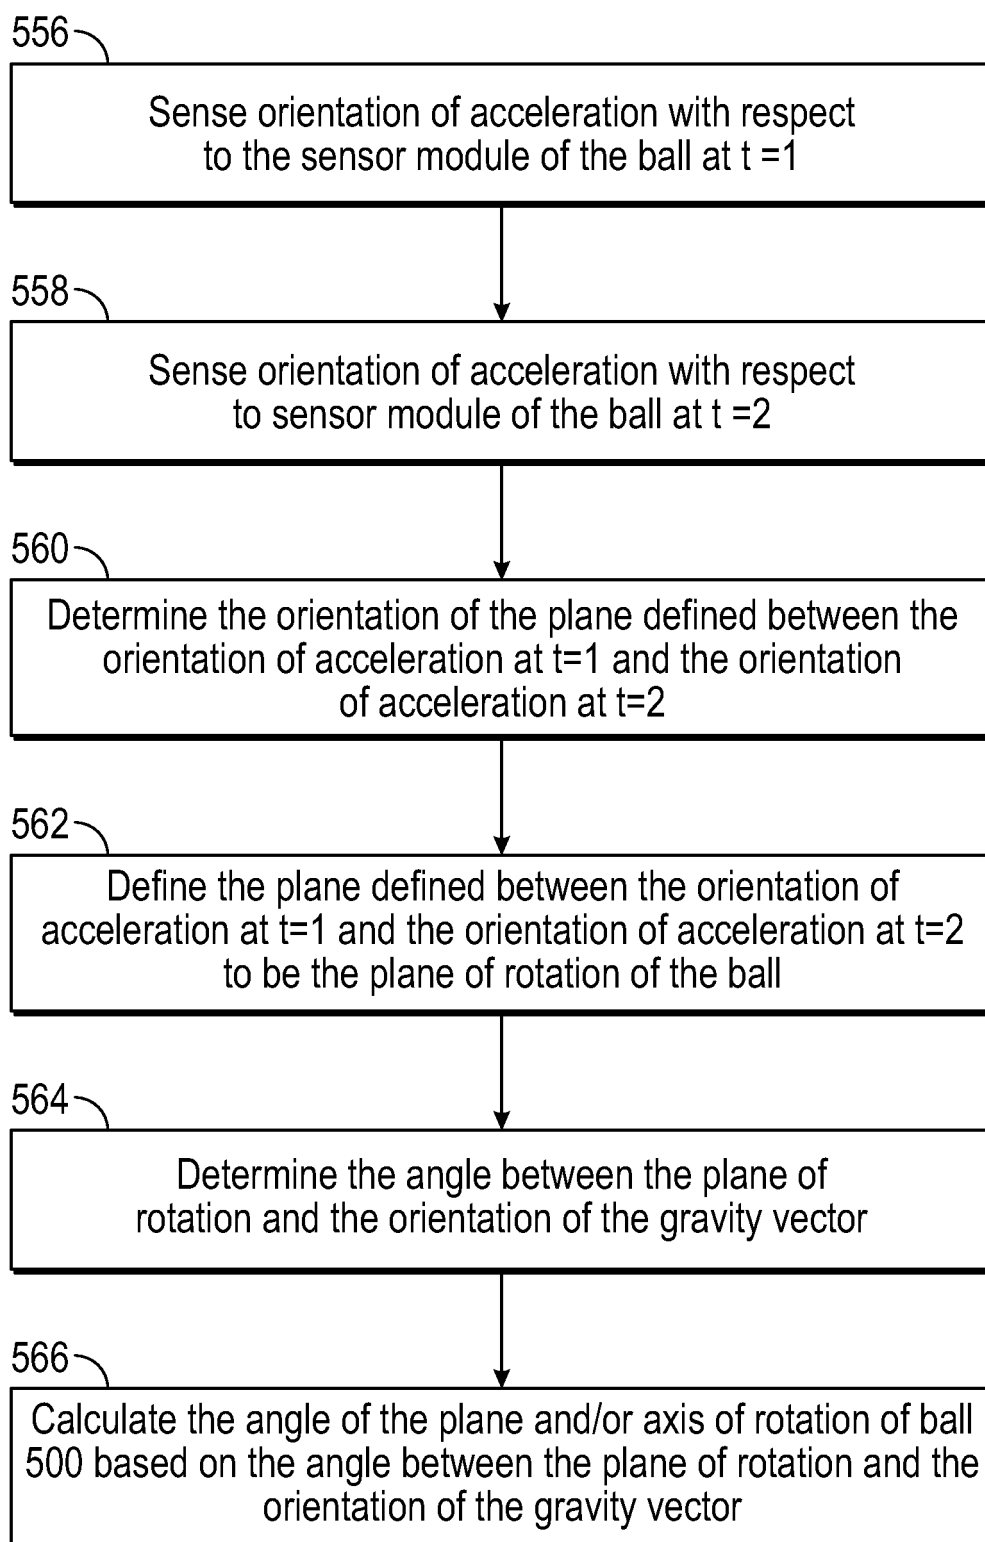 556
Sense orientation of acceleration with respect
to the sensor module of the ball at t =1
558
Sense orientation of acceleration with respect
to sensor module of the ball at t =2
560
Determine the orientation of the plane defined between the
orientation of acceleration at t=1 and the orientation
of acceleration at t=2
562
Define the plane defined between the orientation of
acceleration at t=1 and the orientation of acceleration at t=2
to be the plane of rotation of the ball
564
Determine the angle between the plane of
rotation and the orientation of the gravity vector
566
Calculate the angle of the plane and/or axis of rotation of ball
500 based on the angle between the plane of rotation and the
orientation of the gravity vector